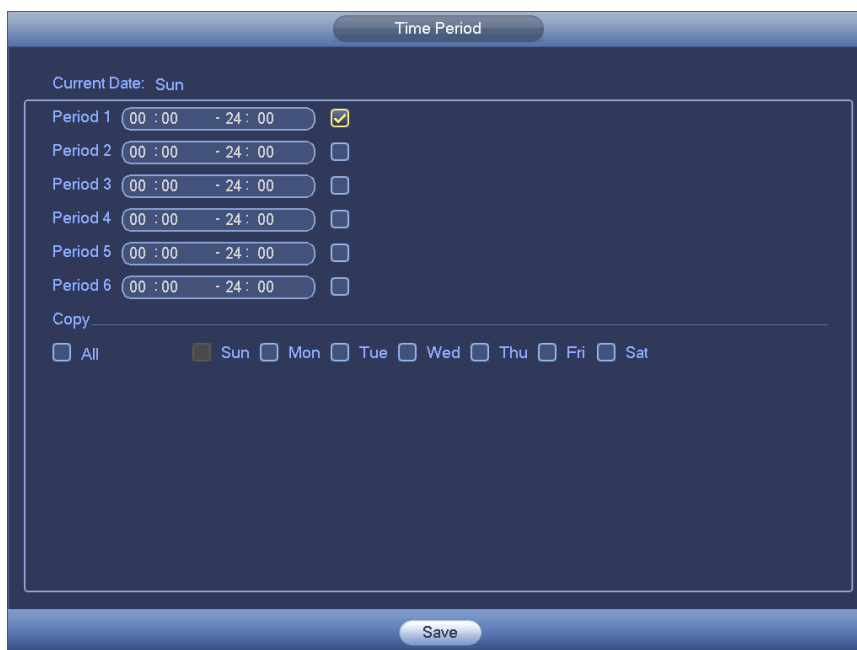 Time Period
Current Date: Sun
Period 1 00 :00 - 24 : 00
Period 2 00 :00 - 24 : 00
Period 3 00 :00 - 24 : 00
Period 4 00 :00 - 24 : 00
Period 5 00 :00 - 24 : 00
Period 6 00 :00 - 24 : 00
Copy
All Sun Mon Tue Wed Thu Fri Sat
Save